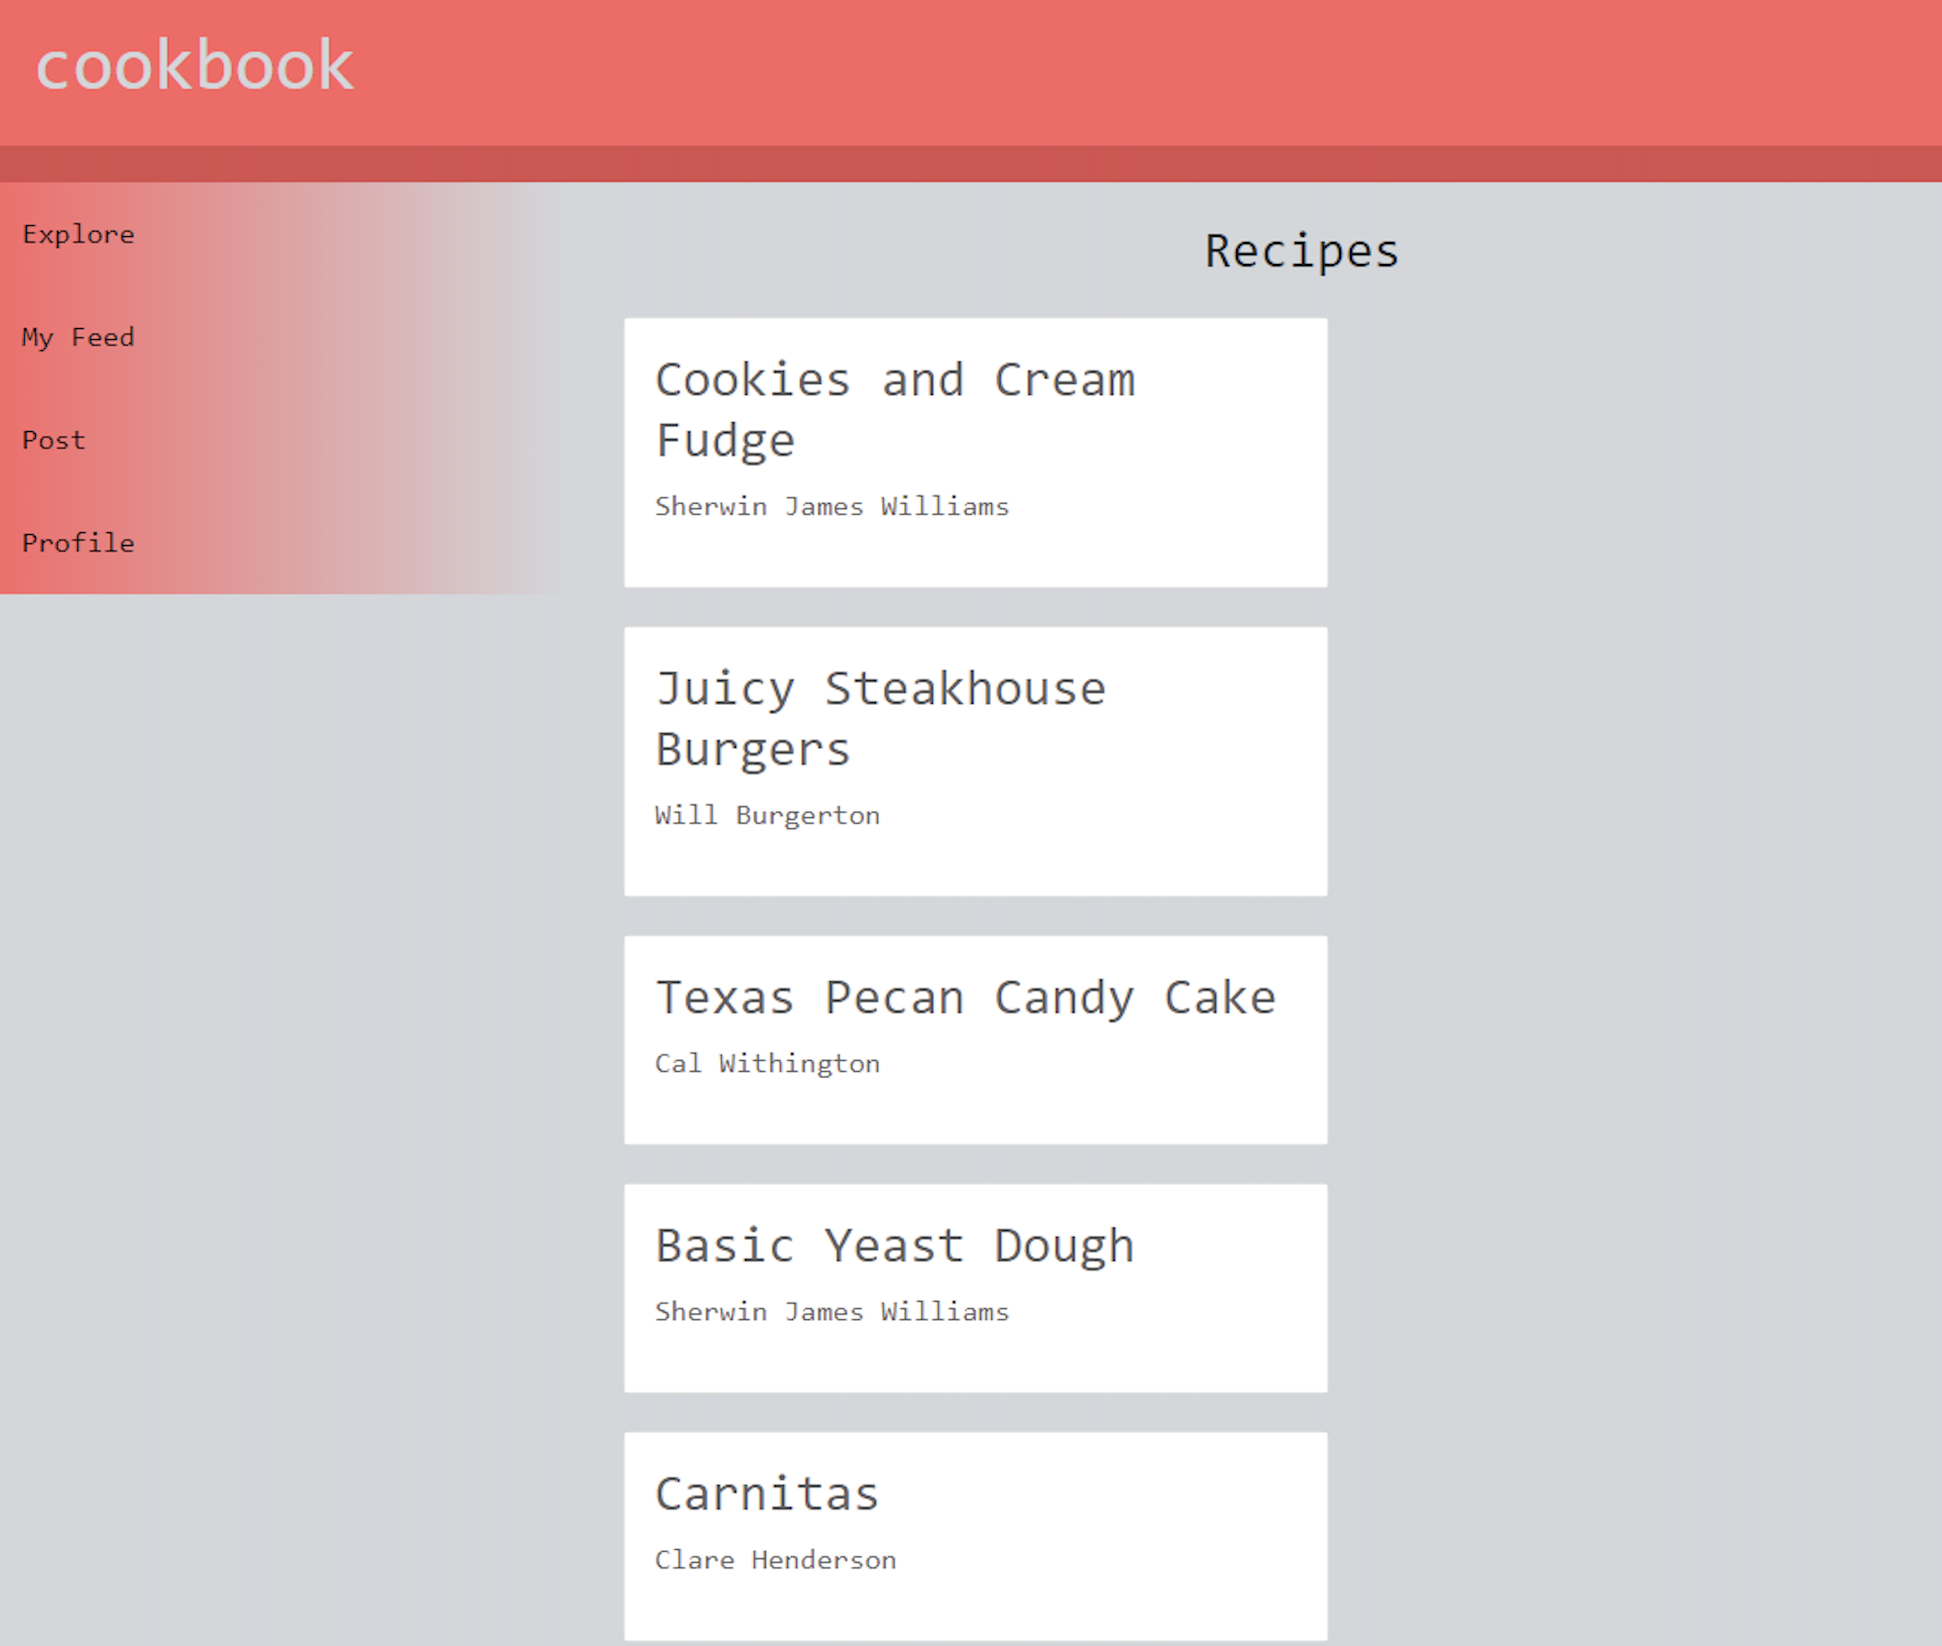 cookbook
Explore
My Feed
Post
Profile
Recipes
Cookies and Cream
Fudge
Sherwin James Williams
Juicy Steakhouse
Burgers
Will Burgerton
Texas Pecan Candy Cake
Cal Withington
Basic Yeast Dough
Sherwin James Williams
Carnitas
Clare Henderson